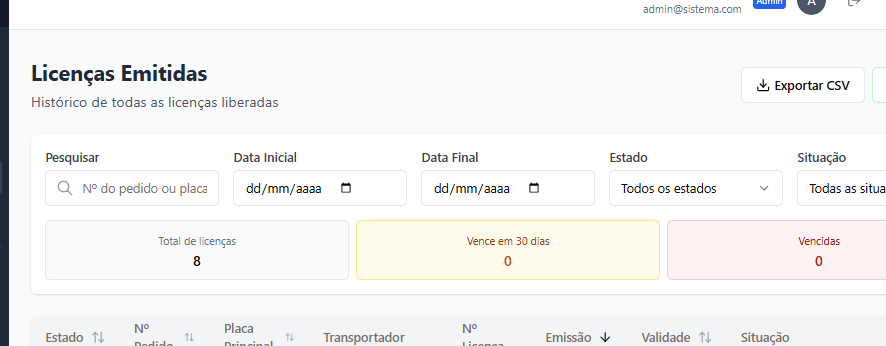 admin@sistema.com
Admin
A
Licenças Emitidas
Histórico de todas as licenças liberadas
Exportar CSV
Pesquisar
Data Inicial
Data Final
Estado
Situação
Nº do pedido ou placa
dd/mm/aaaa
dd/mm/aaaa
Todos os estados
Todas as situa
Total de licenças
8
Vence em 30 dias
0
Vencidas
0
Estado
Nº
Pedido
Placa
Principal
Transportador
Nº
Licença
Emissão
Validade
Situação